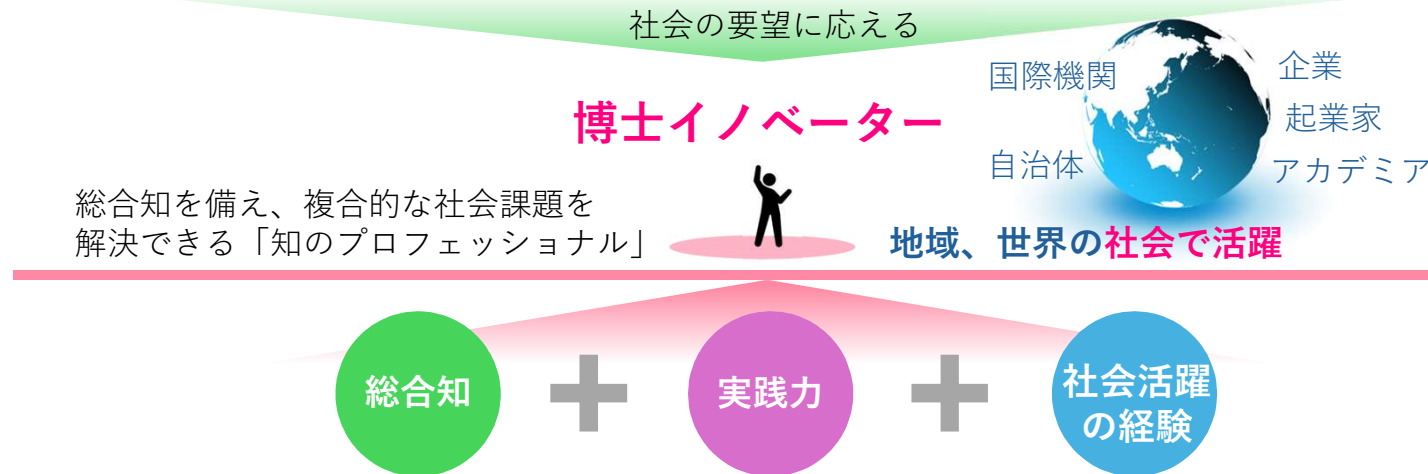 社会の要望に応える
博士イノベーター
国際機関
企業
起業家
自治体
アカデミア
総合知を備え、複合的な社会課題を
解決できる「知のプロフェッショナル」
地域、世界の社会で活躍
総合知
実践力
社会活躍
の経験